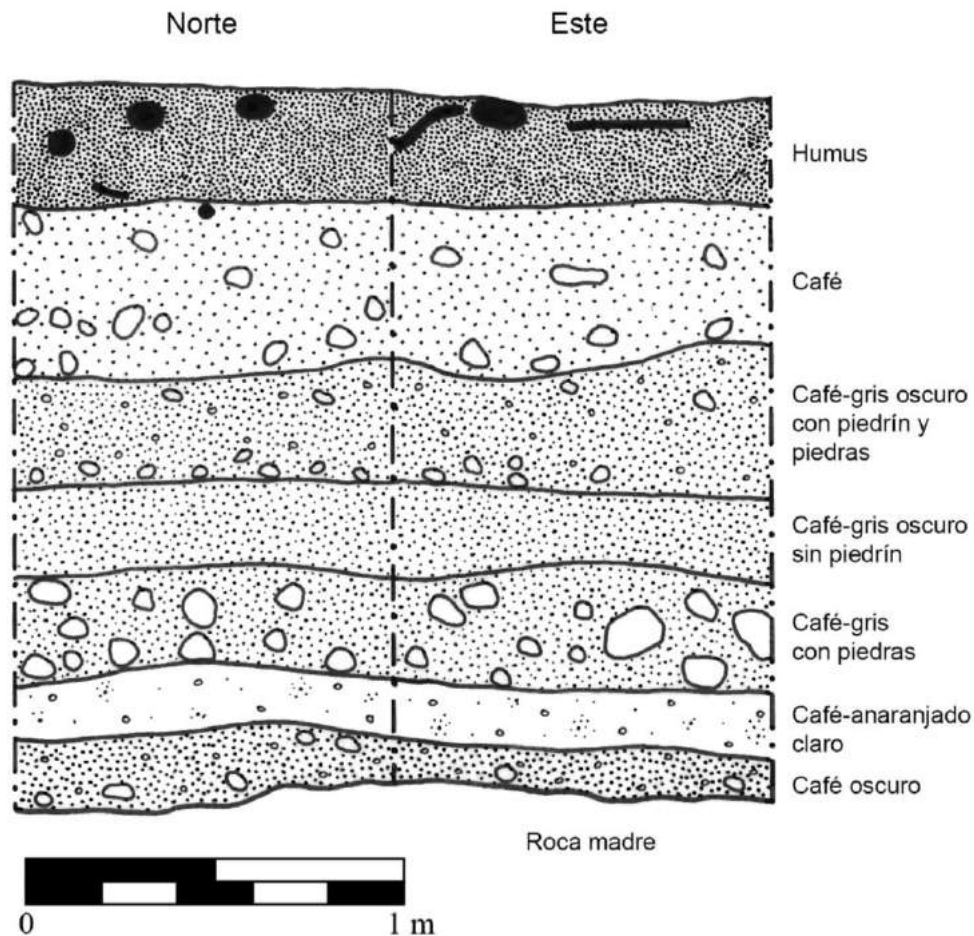 Norte
Este
Humus
Café
Café-gris oscuro
con piedrín y
piedras
Café-gris oscuro
sin piedrín
Café-gris
con piedras
Café-anaranjado
claro
Café oscuro
Roca madre
0
1 m